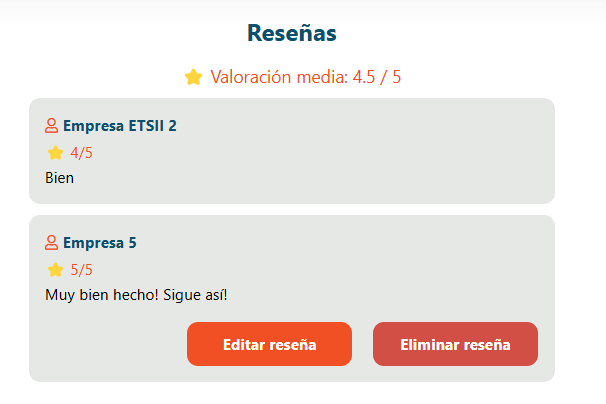 Reseñas
Valoración media: 4.5 / 5
Empresa ETSII 2
4/5
Bien
Empresa 5
5/5
Muy bien hecho! Sigue así!
Editar reseña Eliminar reseña